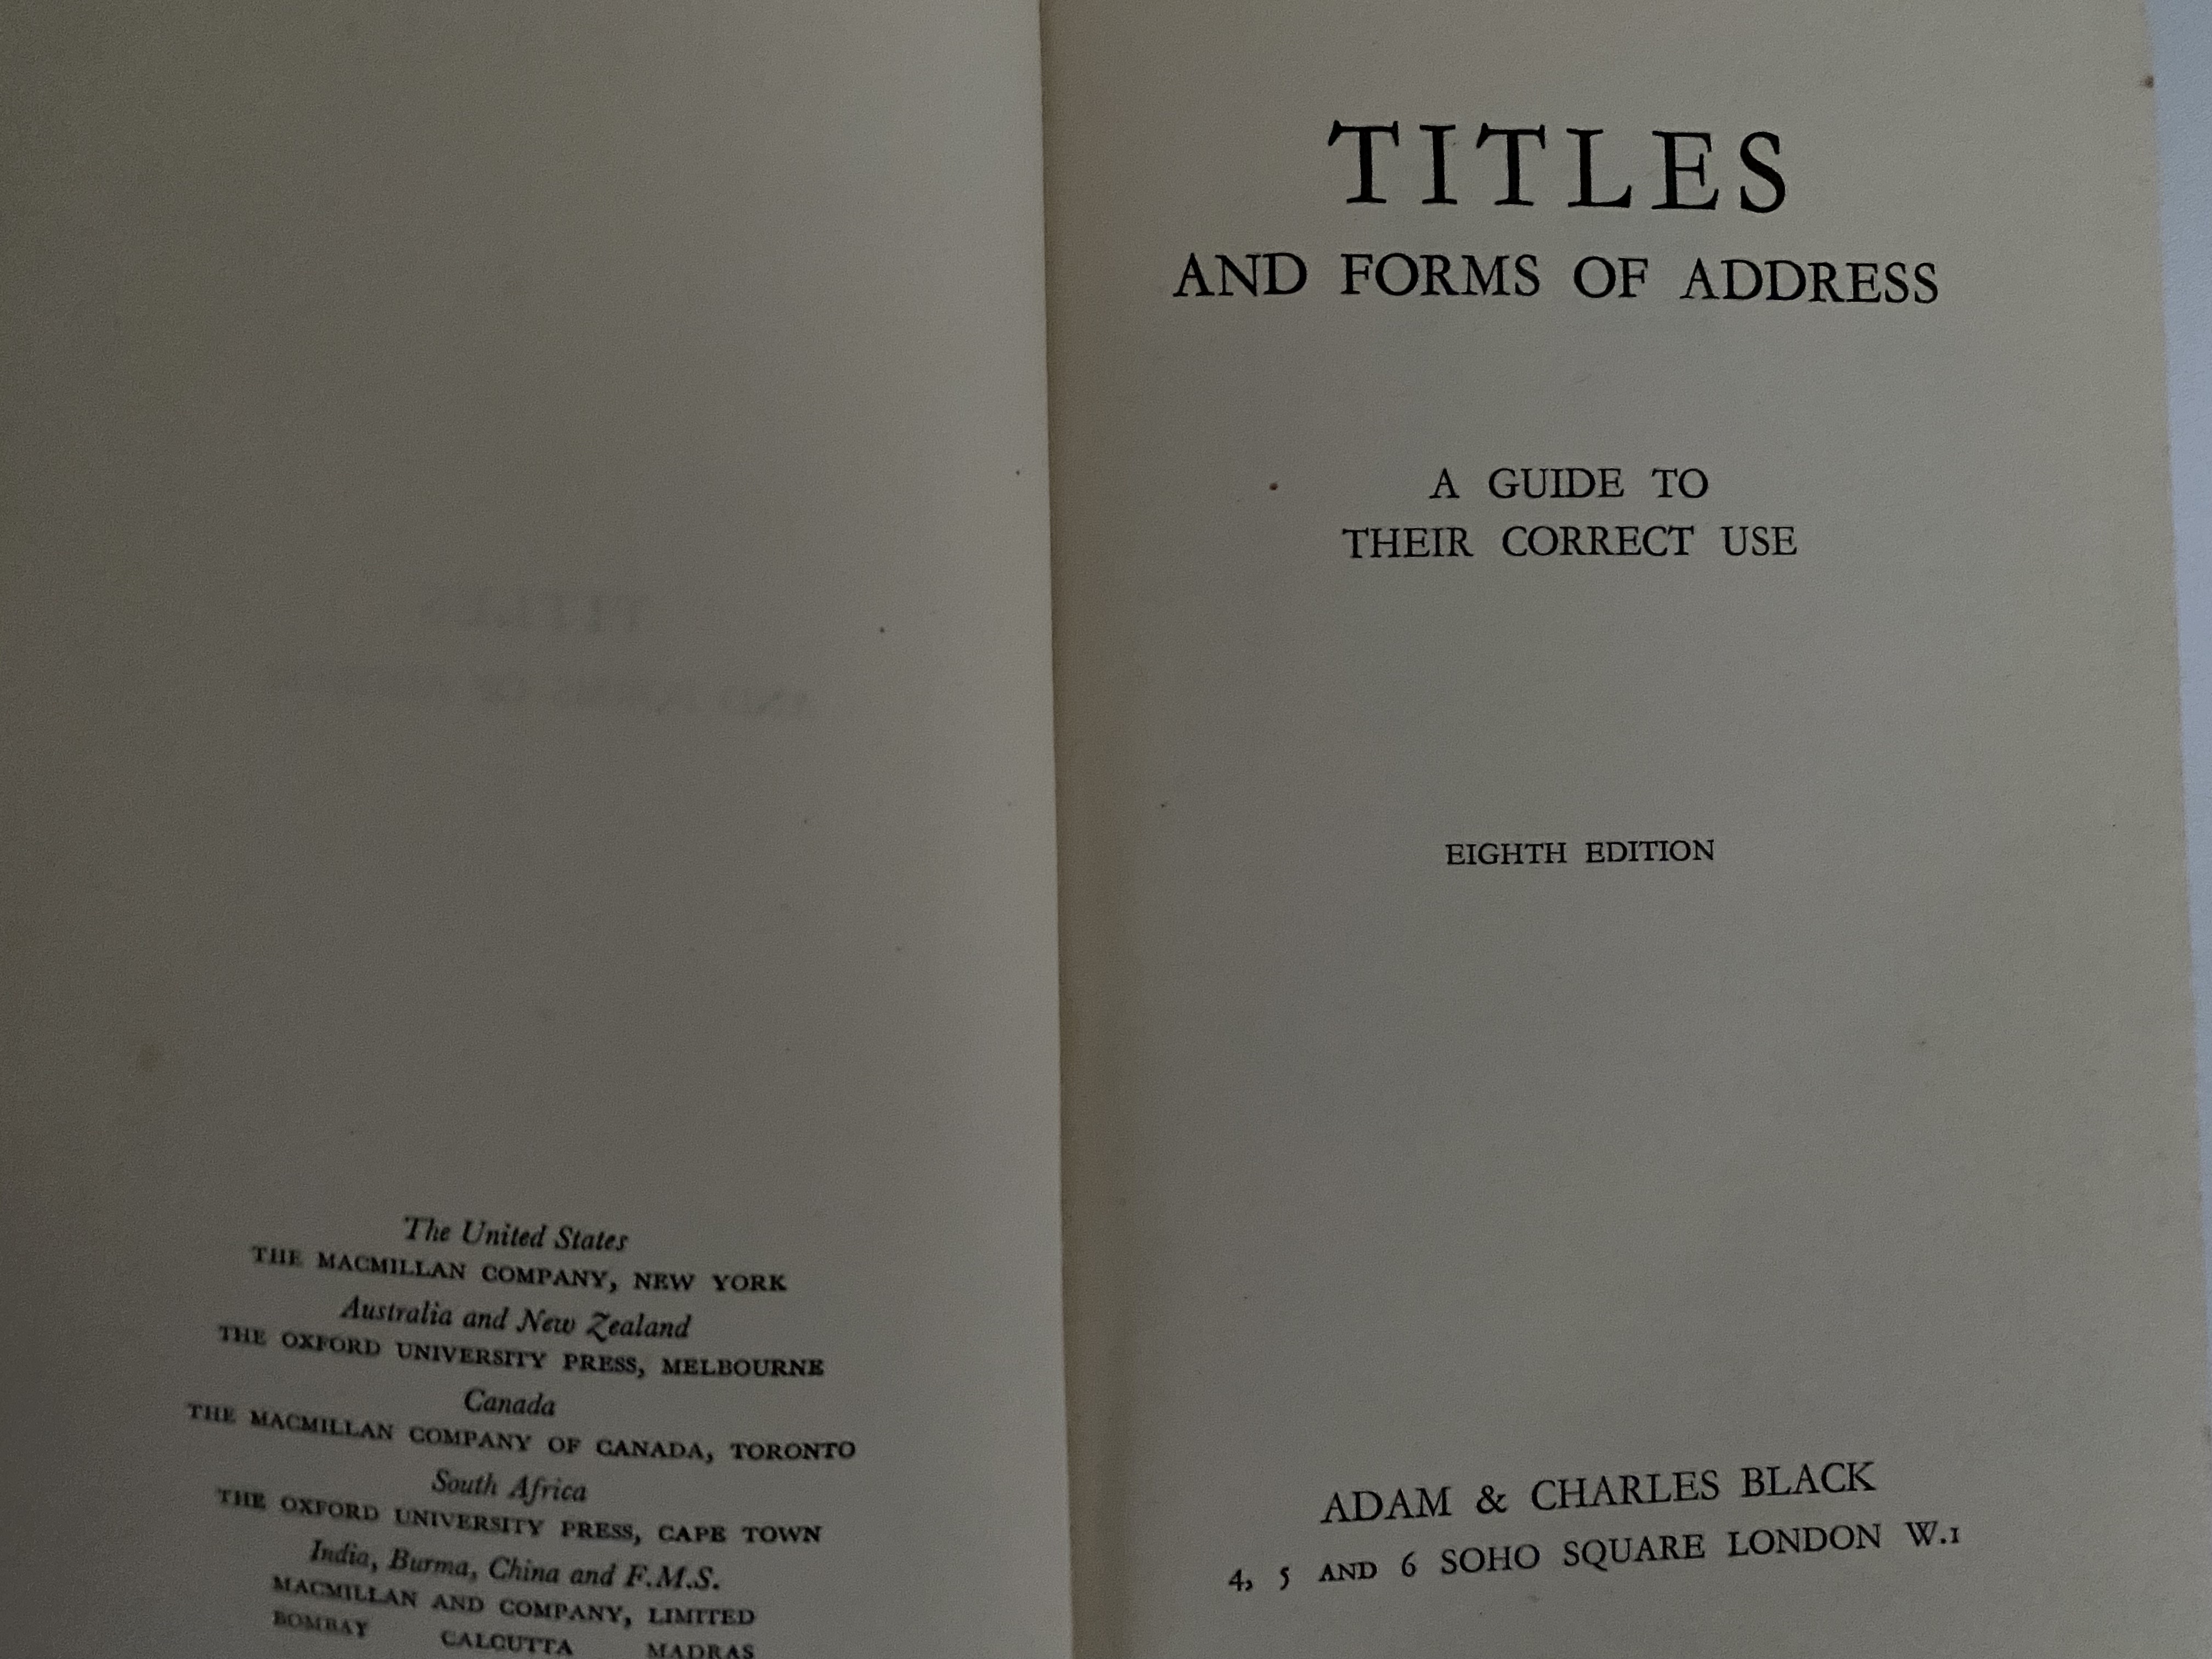 The United States
THE MACMILLAN COMPANY, NEW YORK
Australia and New Zealand
THE OXFORD UNIVERSITY PRESS, MELBOURNE
Canada
THE MACMILLAN COMPANY OF CANADA, TORONTO
South Africa
THE OXFORD UNIVERSITY PRESS, CAPE TOWN
India, Burma, China and F.M.S.
MACMILLAN AND COMPANY, LIMITED
BOMBAY CALCUTTA MADRAS
TITLES
AND FORMS OF ADDRESS
A GUIDE TO
THEIR CORRECT USE
EIGHTH EDITION
ADAM & CHARLES BLACK
4, 5 AND 6 SOHO SQUARE LONDON W.1